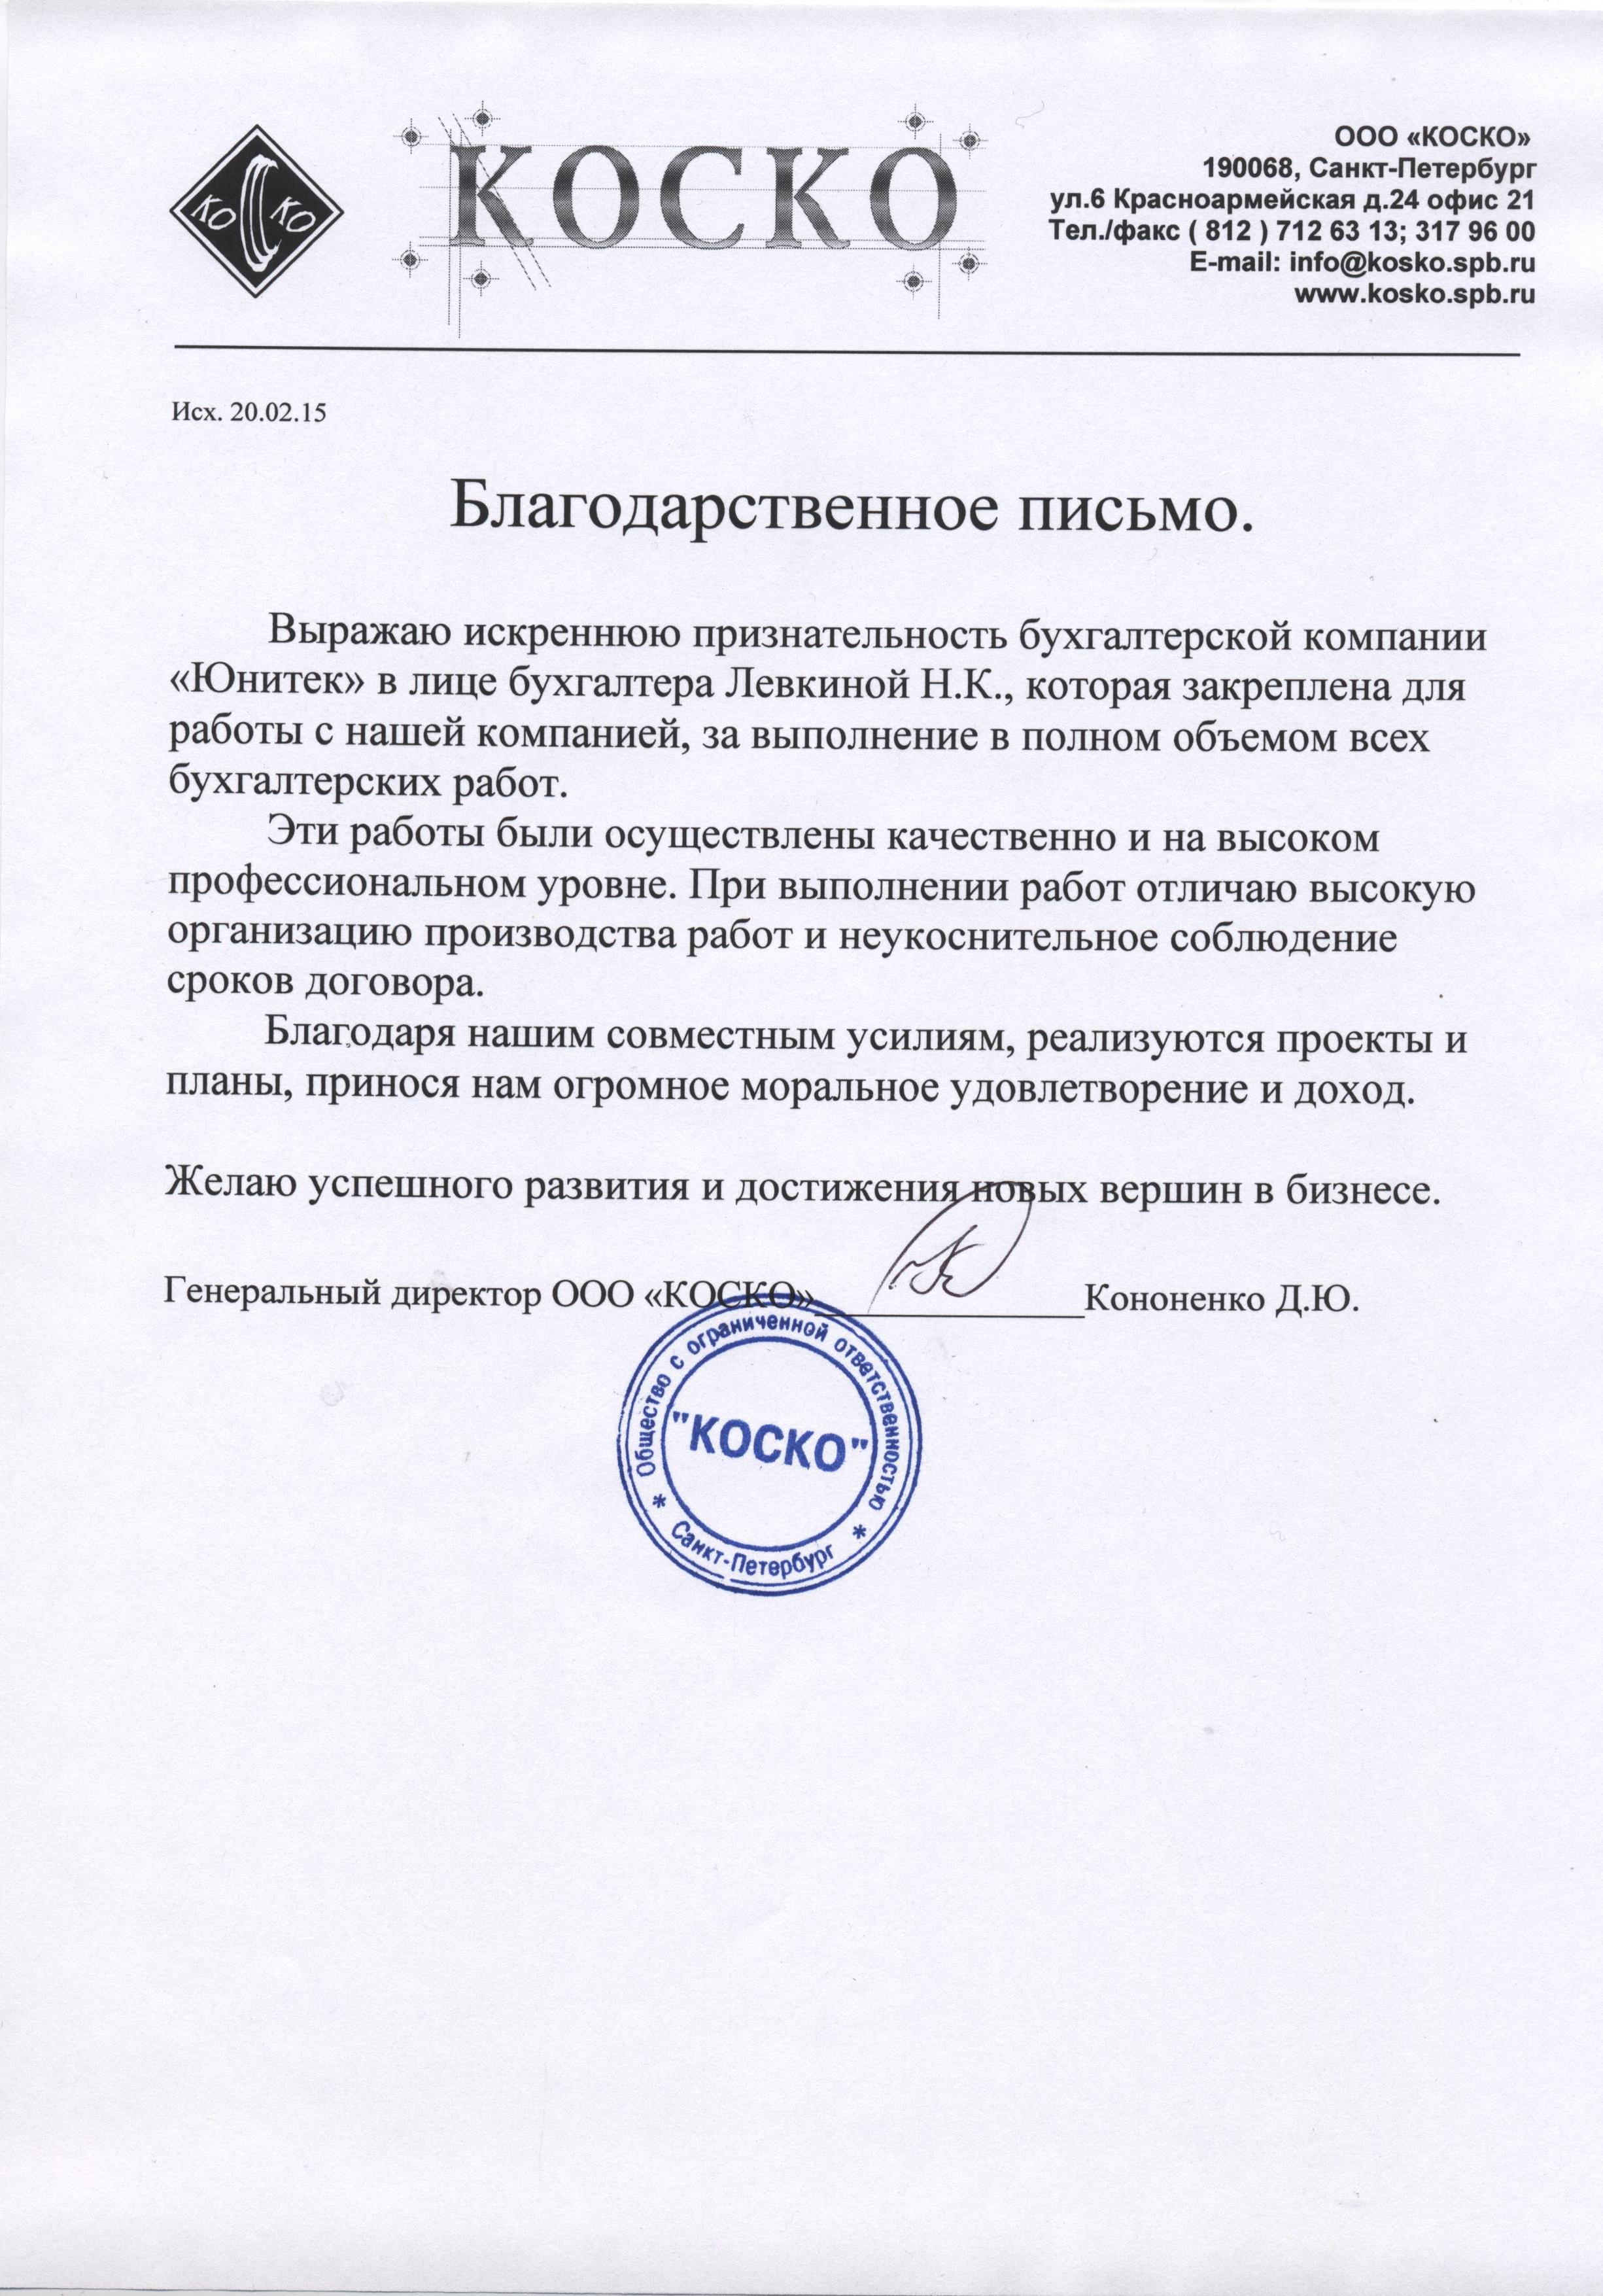 КО КО
КОСКО
ООО «КОСКО»
190068, Санкт-Петербург
ул.6 Красноармейская д.24 офис 21
Тел./факс ( 812 ) 712 63 13; 317 96 00
E-mail: info@kosko.spb.ru
www.kosko.spb.ru
Исх. 20.02.15
Благодарственное письмо.
Выражаю искреннюю признательность бухгалтерской компании
«Юнитек» в лице бухгалтера Левкиной Н.К., которая закреплена для
работы с нашей компанией, за выполнение в полном объемом всех
бухгалтерских работ.
Эти работы были осуществлены качественно и на высоком
профессиональном уровне. При выполнении работ отличаю высокую
организацию производства работ и неукоснительное соблюдение
сроков договора.
Благодаря нашим совместным усилиям, реализуются проекты и
планы, принося нам огромное моральное удовлетворение и доход.
Желаю успешного развития и достижения новых вершин в бизнесе.
Генеральный директор ООО «КОСКО»______________Кононенко Д.Ю.
Общество с ограниченной ответственностью
"КОСКО"
* Санкт-Петербург *